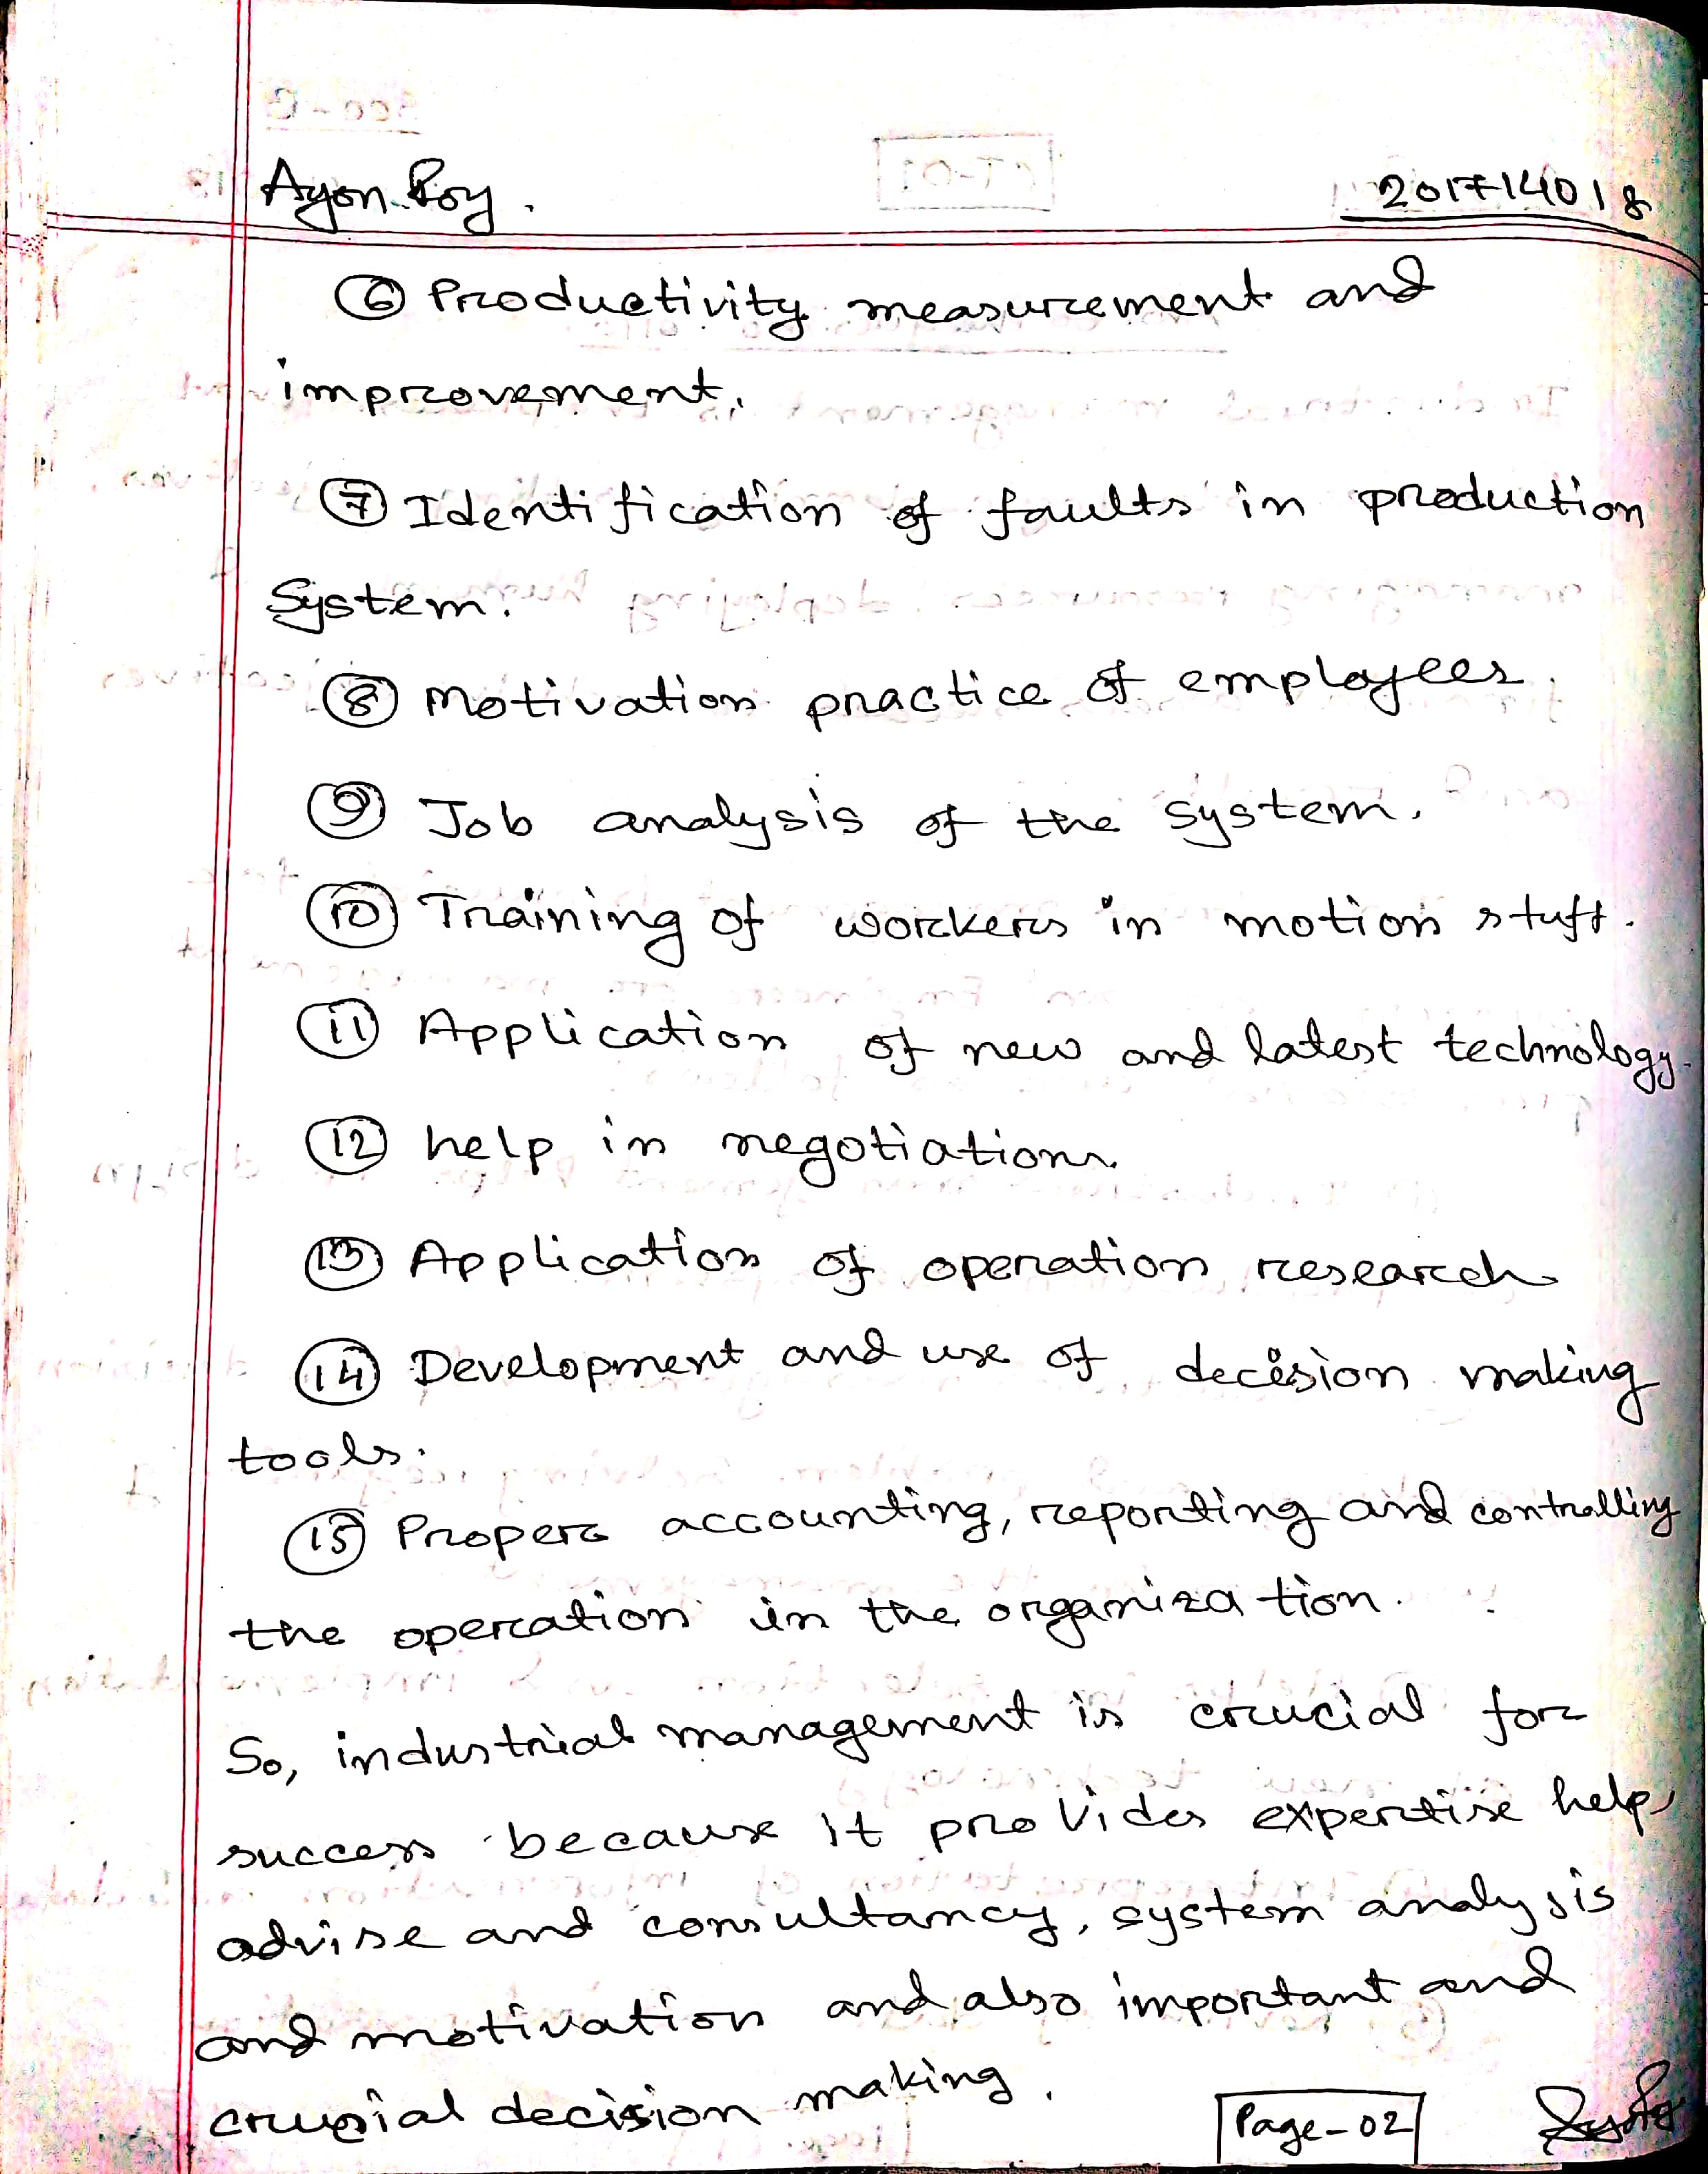 Ayon Roy.
201714018
⑥ Productivity measurement and
improvement.
⑦ Identification of faults in production
System.
⑧ Motivation practice of employees.
⑨ Job analysis of the system.
⑩ Training of workers in motion stuff.
⑪ Application of new and latest technology.
⑫ help in negotiations.
⑬ Application of operation research
⑭ Development and use of decision making
tools.
⑮ Proper accounting, reporting and controlling
the operation in the organization.
So, industrial management is crucial for
success because it provides expertise help,
advise and consultancy, system analysis
and motivation and also important and
crucial decision making.
Page-02